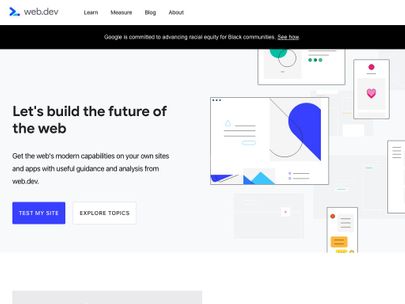 web.dev
Learn
Measure
Blog
About
Google is committed to advancing racial equity for Black communities. See how.
Let's build the future of
the web
Get the web's modern capabilities on your own sites
and apps with useful guidance and analysis from
web.dev.
TEST MY SITE
EXPLORE TOPICS